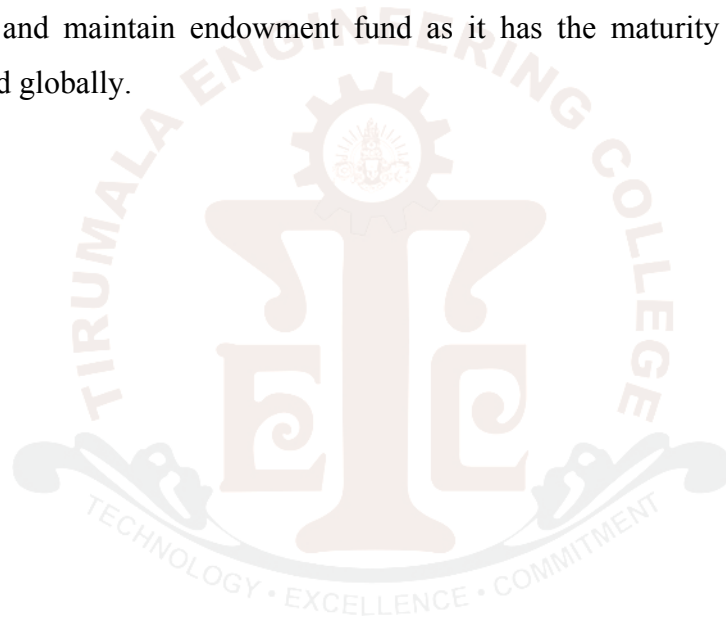 and maintain endowment fund as it has the maturity
d globally.
TIRUMALA ENGINEERING COLLEGE
TECHNOLOGY • EXCELLENCE • COMMITMENT
T
E C